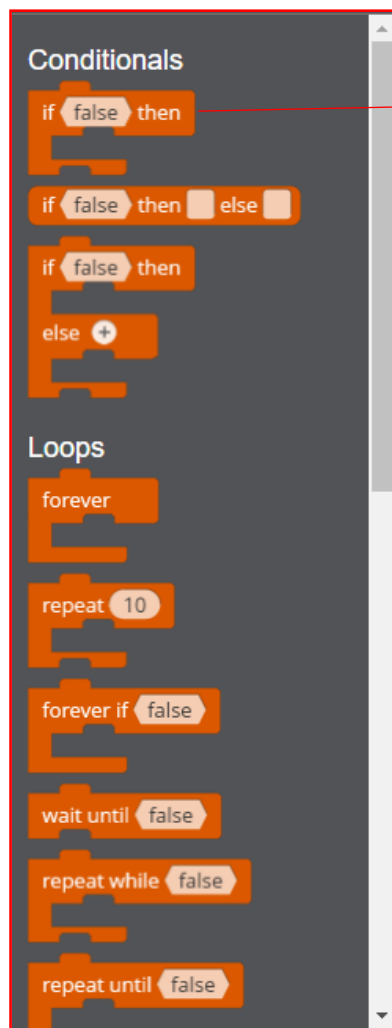 Conditionals
if false then
if false then else
if false then
else +
Loops
forever
repeat 10
forever if false
wait until false
repeat while false
repeat until false